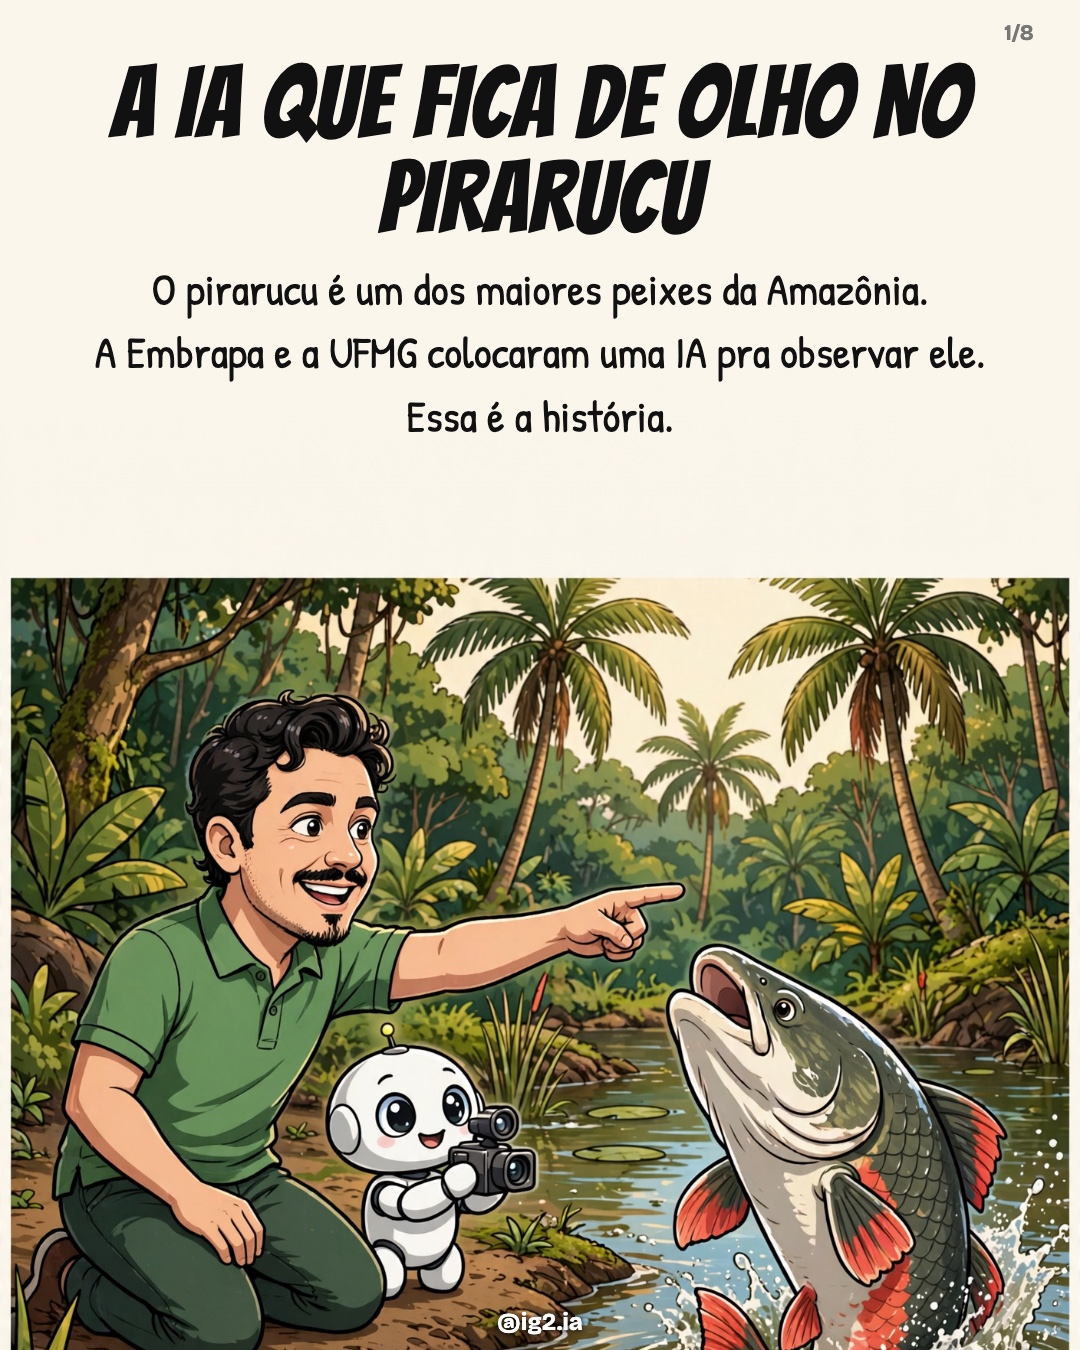 1/8
A IA QUE FICA DE OLHO NO
PIRARUCU
O pirarucu é um dos maiores peixes da Amazônia.
A Embrapa e a UFMG colocaram uma IA pra observar ele.
Essa é a história.
@ig2.ia